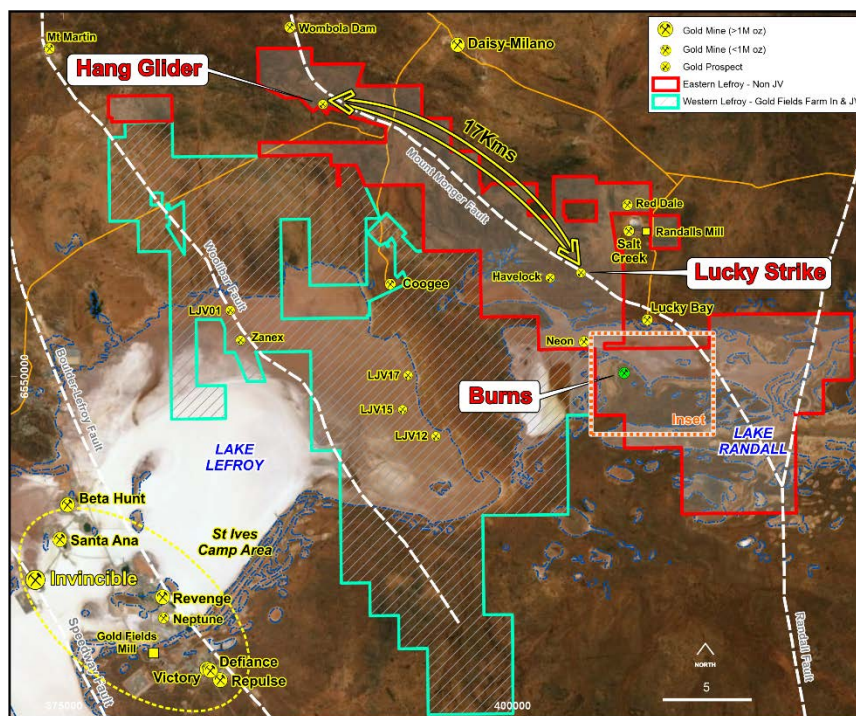 Mt Martin
Wombola Dam
Daisy-Milano
Gold Mine (>1M oz)
Gold Mine (<1M oz)
Gold Prospect
Eastern Lefroy - Non JV
Western Lefroy - Gold Fields Farm In & JV
Hang Glider
17Kms
Mount Monger Fault
Red Dale
Randalls Mill
Salt
Creek
Woolibar Fault
Coogee
Havelock
Lucky Strike
LJV01
Lucky Bay
Zanex
Neon
Boulder-Lefroy Fault
6550000
LJV17
Burns
LJV15
Inset
LJV12
LAKE
LEFROY
LAKE
RANDALL
Beta Hunt
St Ives
Camp Area
Santa Ana
Invincible
Revenge
Neptune
Gold Fields
Mill
Speedway Fault
Defiance
Victory
Repulse
Randall Fault
NORTH
5
375000
400000